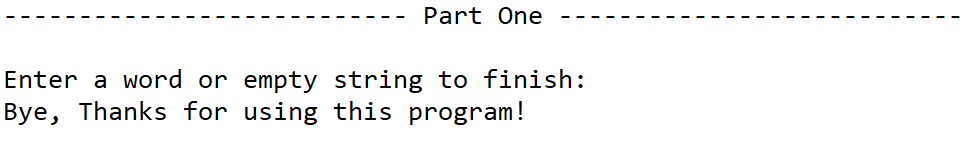 --------------------------- Part One ---------------------------
Enter a word or empty string to finish:
Bye, Thanks for using this program!